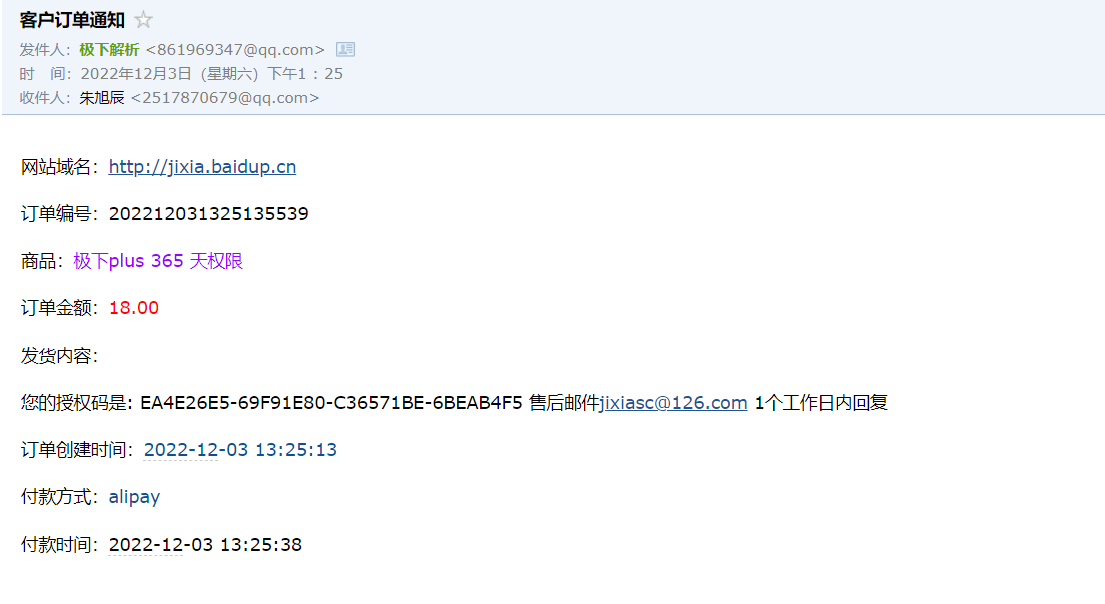 客户订单通知
发件人：极下解析 <861969347@qq.com>
时　间：2022年12月3日（星期六）下午1：25
收件人：朱旭辰 <2517870679@qq.com>
网站域名：http://jixia.baidup.cn
订单编号：202212031325135539
商品：极下plus 365 天权限
订单金额：18.00
发货内容：
您的授权码是: EA4E26E5-69F91E80-C36571BE-6BEAB4F5 售后邮件jixiasc@126.com 1个工作日内回复
订单创建时间：2022-12-03 13:25:13
付款方式：alipay
付款时间：2022-12-03 13:25:38